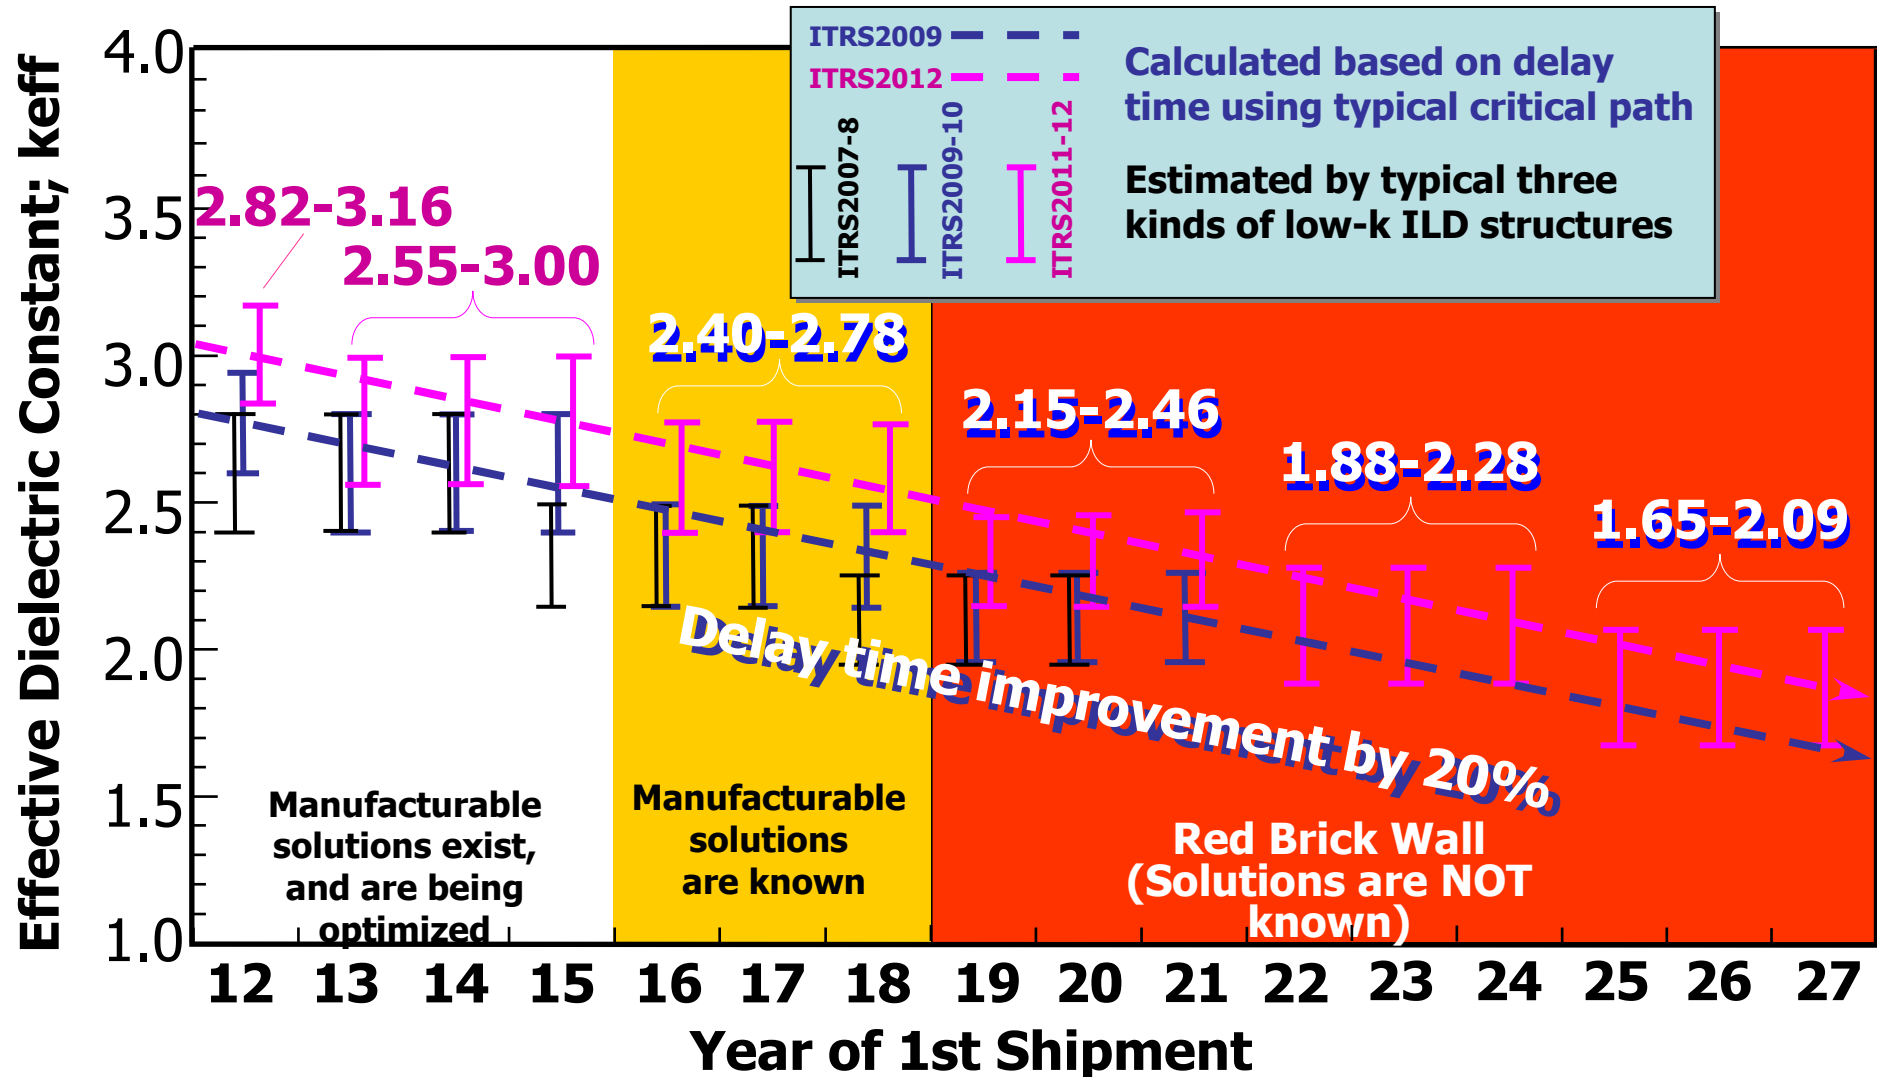 ITRS2009
ITRS2012
Calculated based on delay
time using typical critical path
ITRS2007-8
ITRS2009-10
ITRS2011-12
Estimated by typical three
kinds of low-k ILD structures
Effective Dielectric Constant; keff
4.0
3.5
3.0
2.5
2.0
1.5
1.0
2.82-3.16
2.55-3.00
2.40-2.78
2.15-2.46
1.88-2.28
1.65-2.09
Delay time improvement by 20%
Manufacturable
solutions exist,
and are being
optimized
Manufacturable
solutions
are known
Red Brick Wall
(Solutions are NOT
known)
12 13 14 15 16 17 18 19 20 21 22 23 24 25 26 27
Year of 1st Shipment